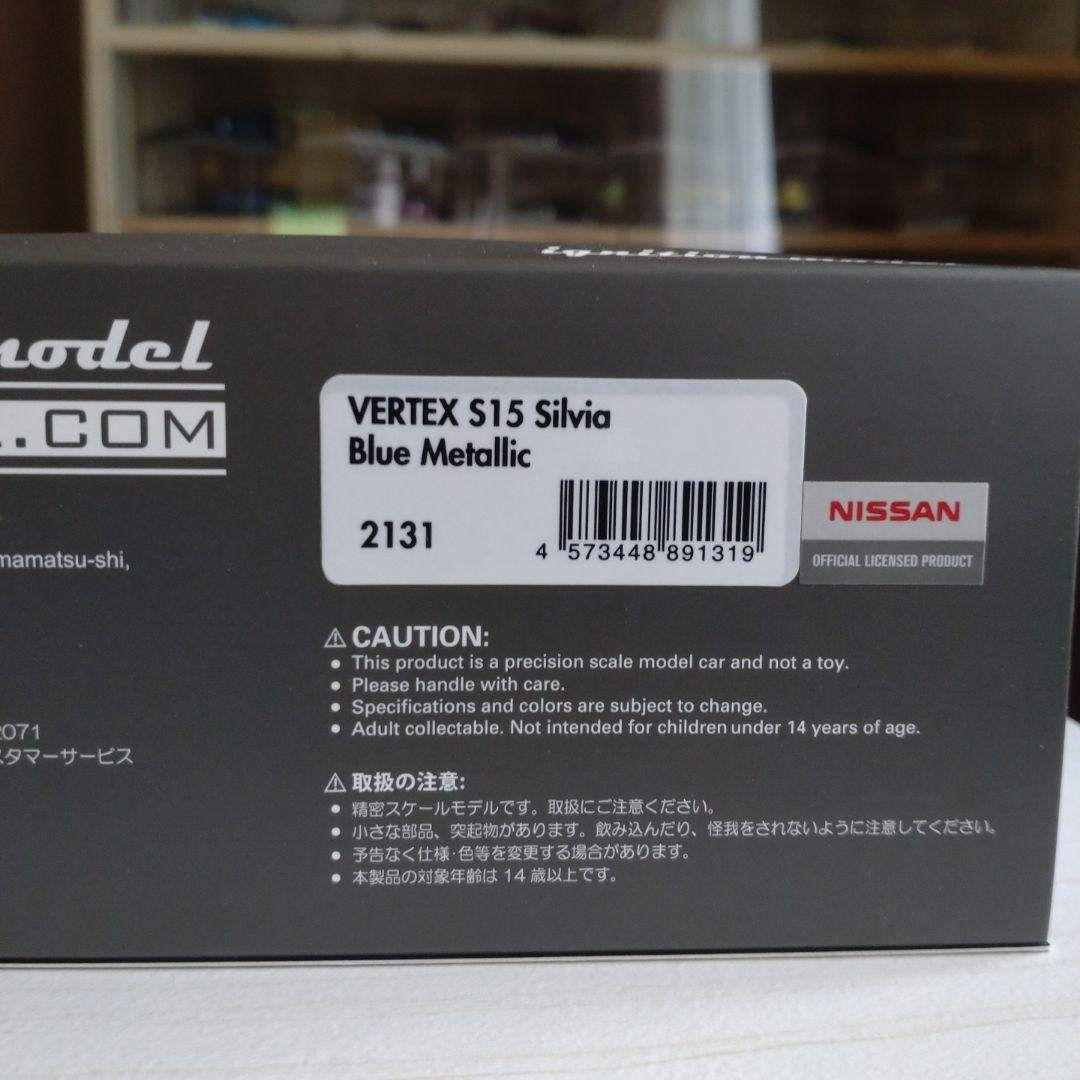 ignition model
model
.COM
VERTEX S15 Silvia
Blue Metallic
2131
4 573448 891319
NISSAN
OFFICIAL LICENSED PRODUCT
mamatsu-shi,
2071
スタマーサービス
⚠ CAUTION:
● This product is a precision scale model car and not a toy.
● Please handle with care.
● Specifications and colors are subject to change.
● Adult collectable. Not intended for children under 14 years of age.
⚠ 取扱の注意:
● 精密スケールモデルです。取扱にご注意ください。
● 小さな部品、突起物があります。飲み込んだり、怪我をされないように注意してください。
● 予告なく仕様・色等を変更する場合があります。
● 本製品の対象年齢は 14 歳以上です。